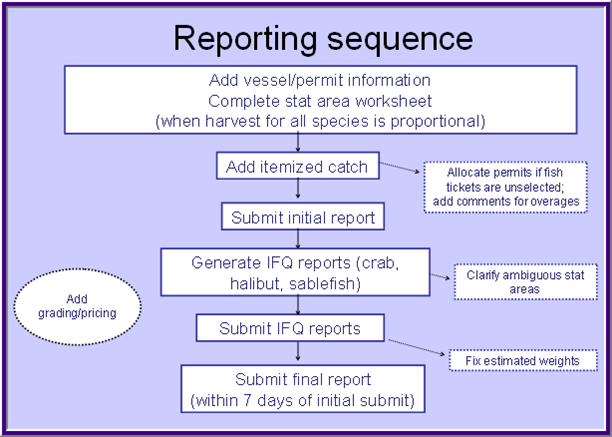 Reporting sequence
Add vessel/permit information
Complete stat area worksheet
(when harvest for all species is proportional)
Add itemized catch
Allocate permits if fish
tickets are unselected;
add comments for overages
Submit initial report
Generate IFQ reports (crab,
halibut, sablefish)
Clarify ambiguous stat
areas
Add
grading/pricing
Submit IFQ reports
Fix estimated weights
Submit final report
(within 7 days of initial submit)